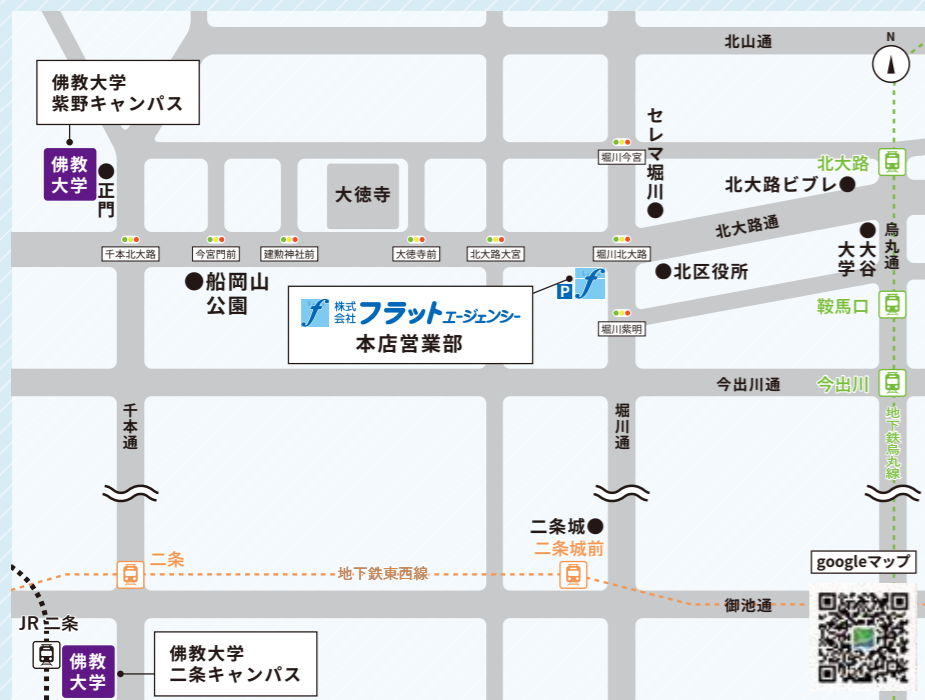 北山通
N
佛教大学
紫野キャンパス
佛教
大学
正門
セレマ堀川
堀川今宮
北大路
北大路ビブレ
大徳寺
北大路通
烏丸通
大谷
大学
千本北大路
今宮門前
建勲神社前
大徳寺前
北大路大宮
堀川北大路
船岡山
公園
北区役所
P
f
f
株式
会社
フラットエージェンシー
本店営業部
堀川紫明
鞍馬口
今出川通
今出川
千本通
堀川通
地下鉄烏丸線
二条城
二条城前
二条
地下鉄東西線
googleマップ
御池通
JR 二条
佛教
大学
佛教大学
二条キャンパス